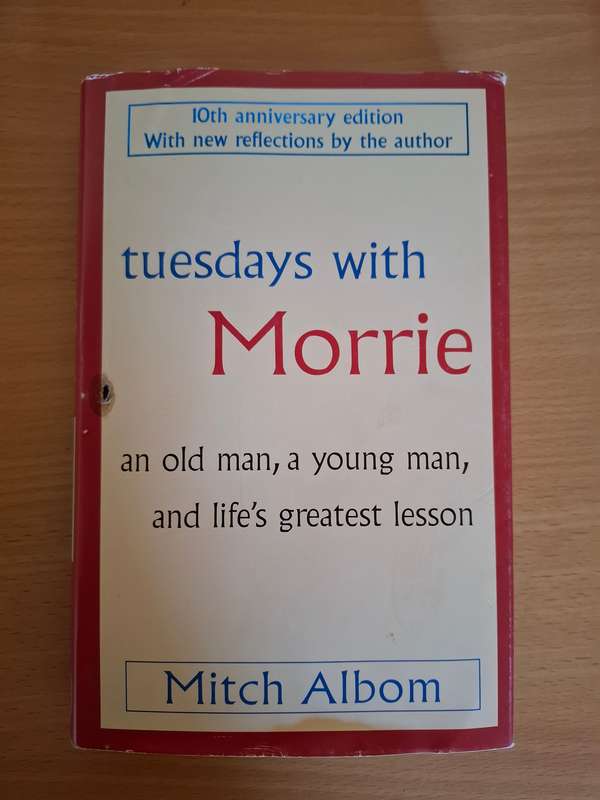 10th anniversary edition
With new reflections by the author
tuesdays with
Morrie
an old man, a young man,
and life's greatest lesson
Mitch Albom